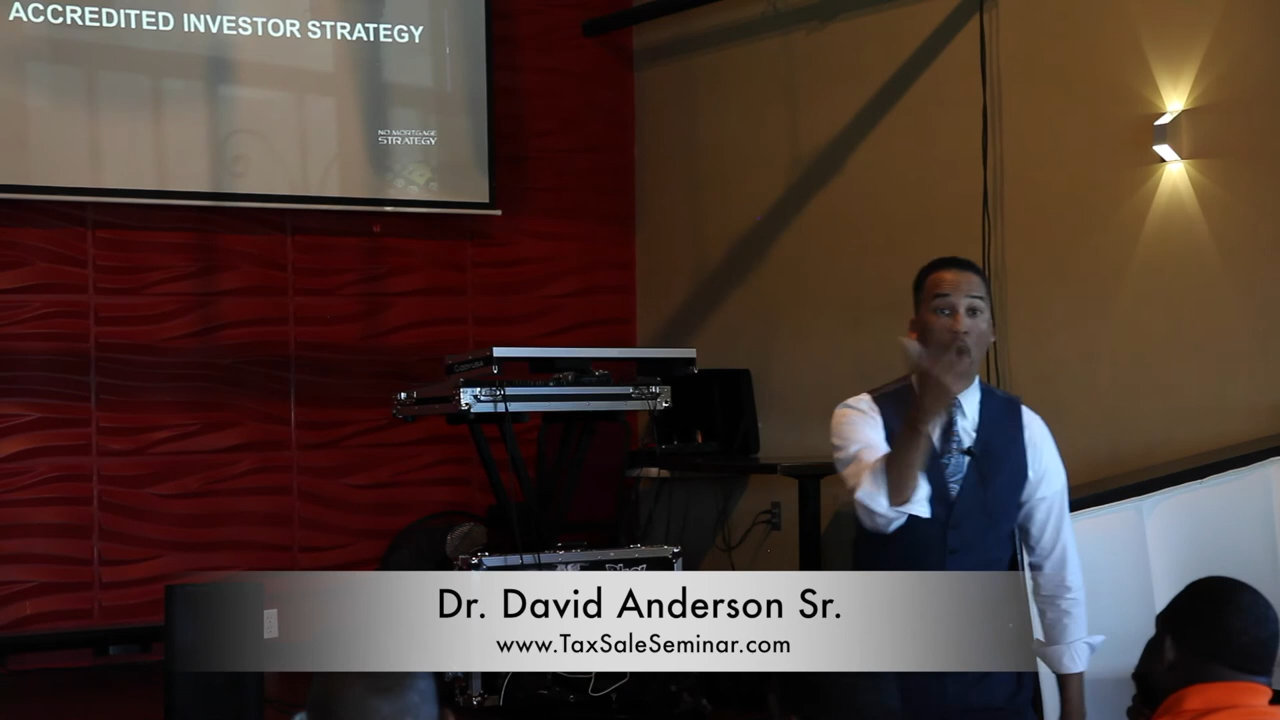 ACCREDITED INVESTOR STRATEGY
NO MORTGAGE
STRATEGY
Dr. David Anderson Sr.
www.TaxSaleSeminar.com